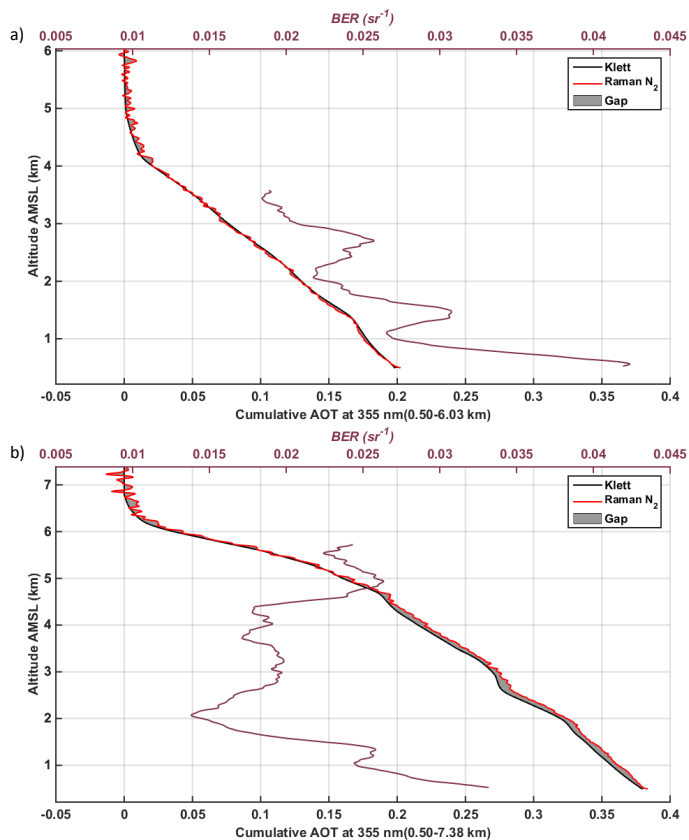 BER (sr-1)
0.005 0.01 0.015 0.02 0.025 0.03 0.035 0.04 0.045
a)
6
5
4
3
2
1
Altitude AMSL (km)
Klett
Raman N2
Gap
-0.05 0 0.05 0.1 0.15 0.2 0.25 0.3 0.35 0.4
Cumulative AOT at 355 nm(0.50-6.03 km)
BER (sr-1)
b)
0.005 0.01 0.015 0.02 0.025 0.03 0.035 0.04 0.045
7
6
5
4
3
2
1
Altitude AMSL (km)
Klett
Raman N2
Gap
-0.05 0 0.05 0.1 0.15 0.2 0.25 0.3 0.35 0.4
Cumulative AOT at 355 nm(0.50-7.38 km)